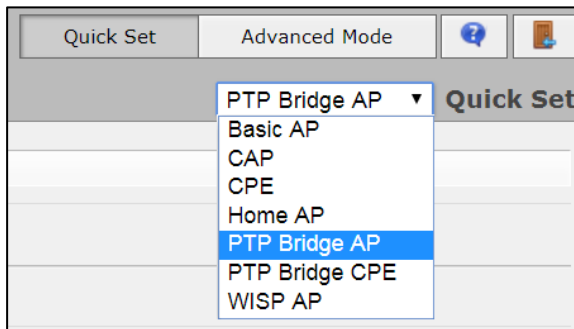 Quick Set Advanced Mode
PTP Bridge AP Quick Set
Basic AP
CAP
CPE
Home AP
PTP Bridge AP
PTP Bridge CPE
WISP AP